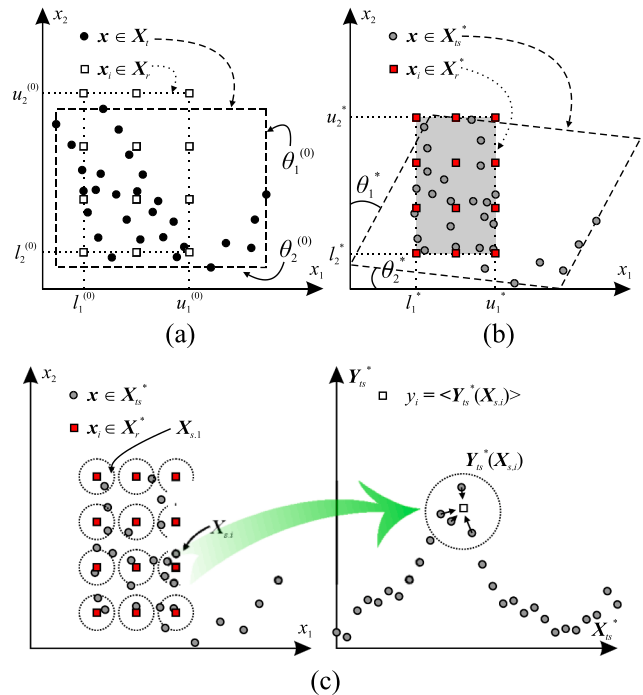 x₂
x ∈ Xₜ
xᵢ ∈ Xᵣ
u₂⁽⁰⁾
θ₁⁽⁰⁾
l₂⁽⁰⁾
θ₂⁽⁰⁾
x₁
l₁⁽⁰⁾
u₁⁽⁰⁾
(a)
x₂
x ∈ Xₜₛ*
xᵢ ∈ Xᵣ*
u₂*
θ₁*
l₂*
θ₂*
x₁
l₁*
u₁*
(b)
x₂
x ∈ Xₜₛ*
xᵢ ∈ Xᵣ*
Xₛ.₁
Xₛ.ᵢ
x₁
Yₜₛ*
yᵢ = <Yₜₛ*(Xₛ.ᵢ)>
Yₜₛ*(Xₛ.ᵢ)
Xₜₛ*
(c)